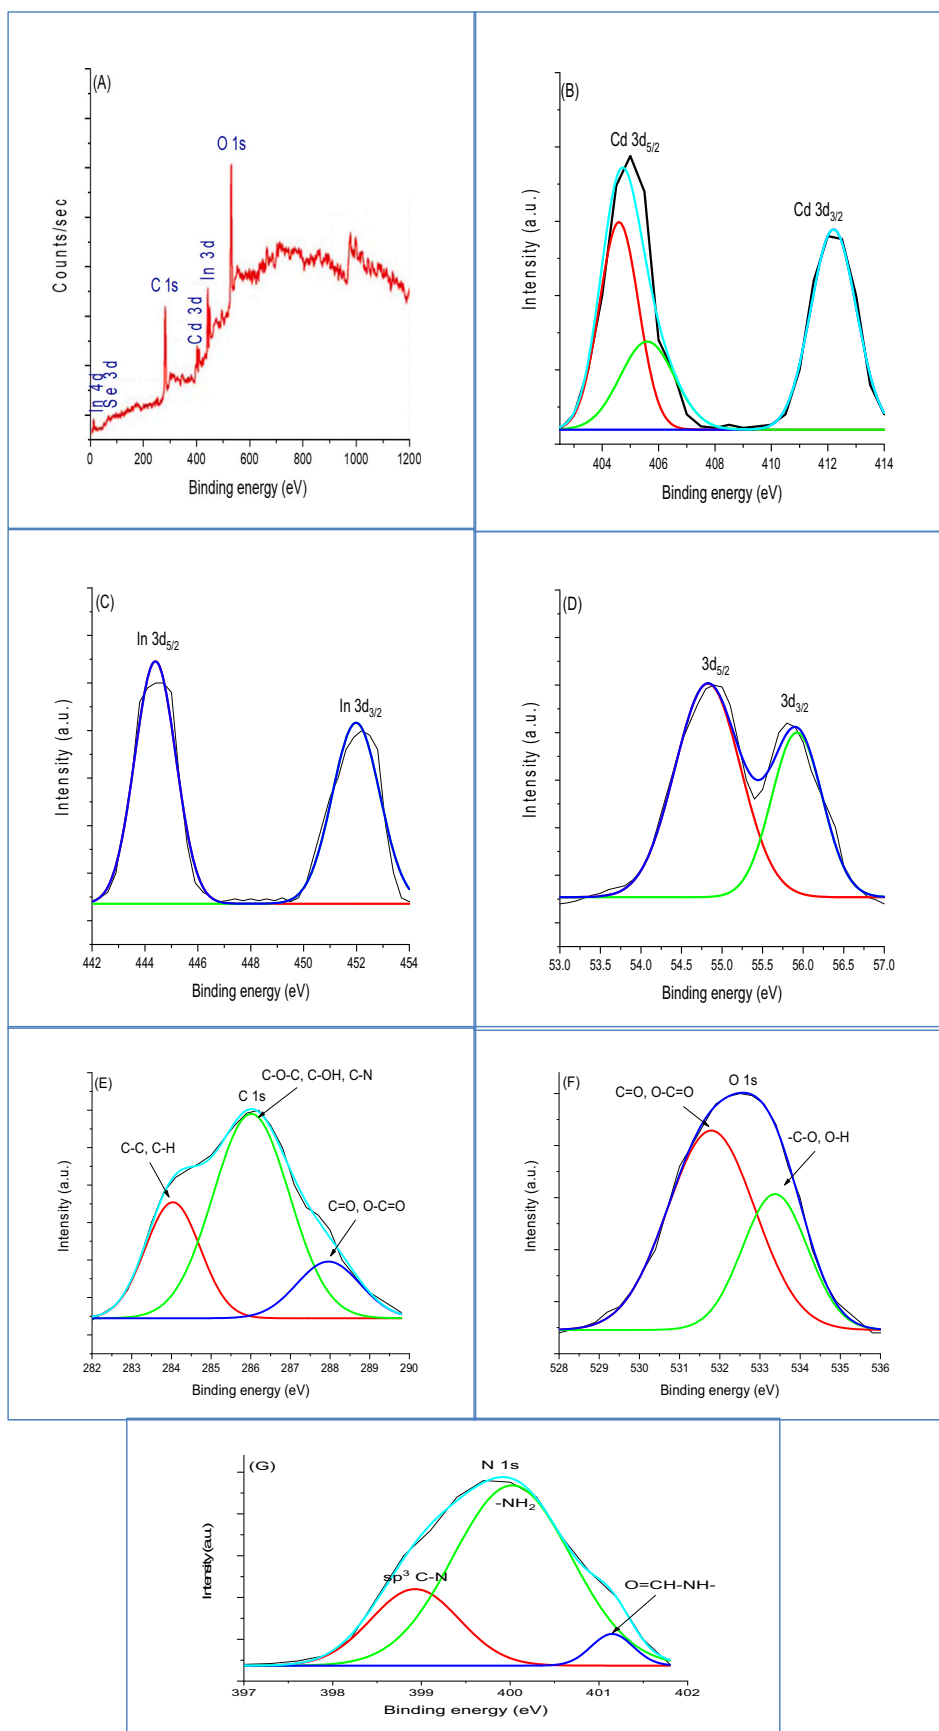 (A)
O 1s
C 1s
Cd 3d
In 3d
In 4d
Se 3d
Counts/sec
0 200 400 600 800 1000 1200
Binding energy (eV)
(B)
Cd 3d5/2
Cd 3d3/2
Intensity (a.u.)
404 406 408 410 412 414
Binding energy (eV)
(C)
In 3d5/2
In 3d3/2
Intensity (a.u.)
442 443 444 446 448 450 452 454
Binding energy (eV)
(D)
3d5/2
3d3/2
Intensity (a.u.)
53.0 53.5 54.5 55.0 55.5 56.0 56.5 57.0
Binding energy (eV)
(E)
C-O-C, C-OH, C-N
C 1s
C-C, C-H
C=O, O-C=O
Intensity (a.u.)
282 283 284 285 286 287 288 289 290
Binding energy (eV)
(F)
C=O, O-C=O
O 1s
-C-O, O-H
Intensity (a.u.)
528 529 530 531 532 533 534 535 536
Binding energy (eV)
(G)
N 1s
-NH2
sp3 C-N
O=CH-NH-
Intensity(a.u.)
397 398 399 400 401 402
Binding energy (eV)